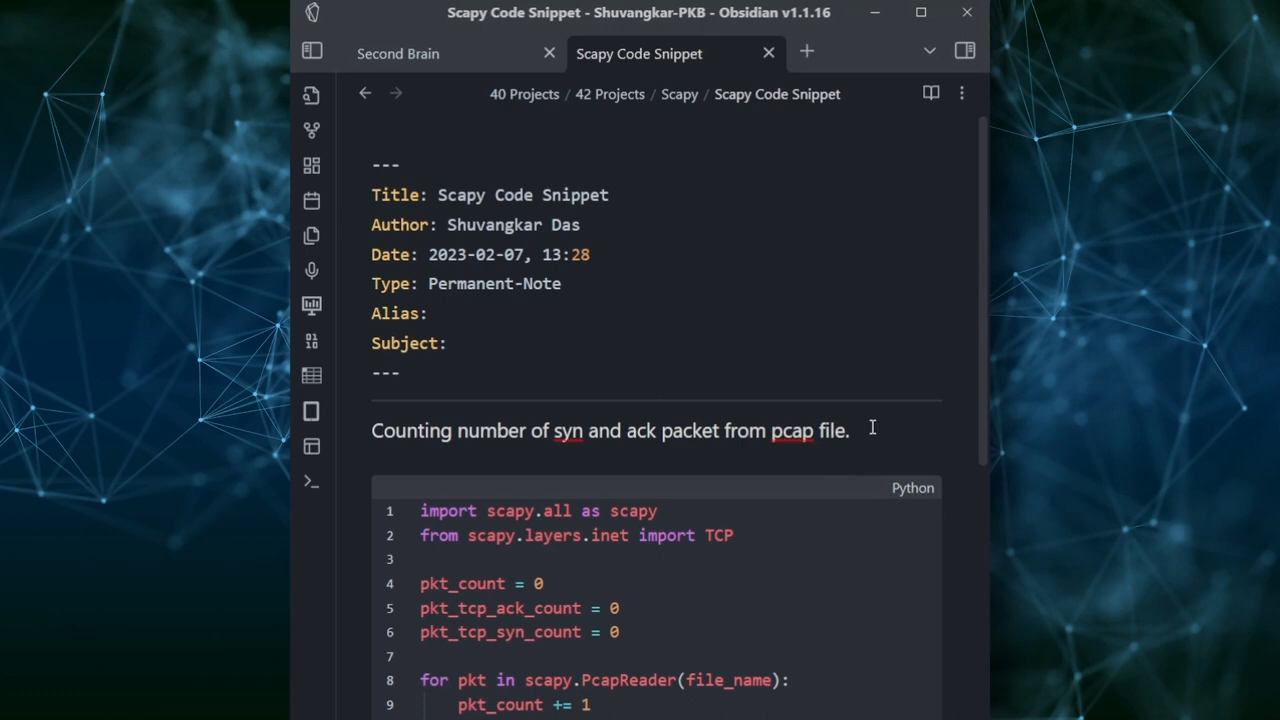 Scapy Code Snippet - Shuvangkar-PKB - Obsidian v1.1.16
Second Brain
Scapy Code Snippet
40 Projects / 42 Projects / Scapy / Scapy Code Snippet
---
Title: Scapy Code Snippet
Author: Shuvangkar Das
Date: 2023-02-07, 13:28
Type: Permanent-Note
Alias:
Subject:
---
Counting number of syn and ack packet from pcap file.
Python
1 import scapy.all as scapy
2 from scapy.layers.inet import TCP
3
4 pkt_count = 0
5 pkt_tcp_ack_count = 0
6 pkt_tcp_syn_count = 0
7
8 for pkt in scapy.PcapReader(file_name):
9 pkt_count += 1